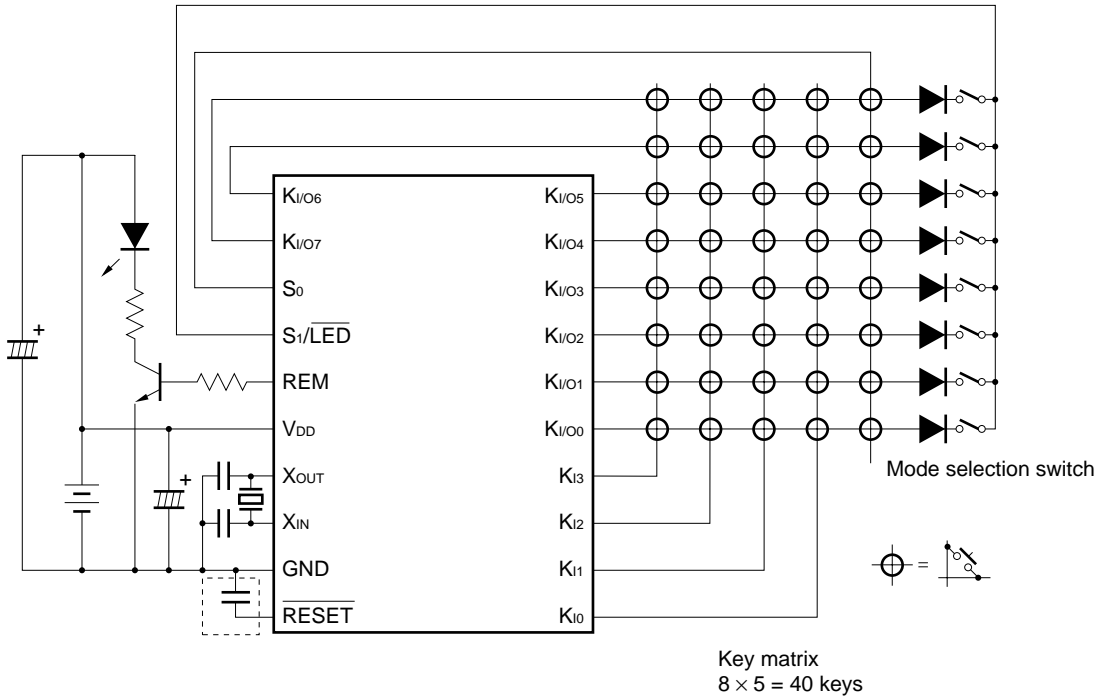 +
KI/O6 KI/O5
KI/O7 KI/O4
S0 KI/O3
S1/LED KI/O2
+
REM KI/O1
VDD KI/O0
XOUT KI3
Mode selection switch
+
XIN KI2
GND KI1
=
RESET KI0
Key matrix
8 × 5 = 40 keys